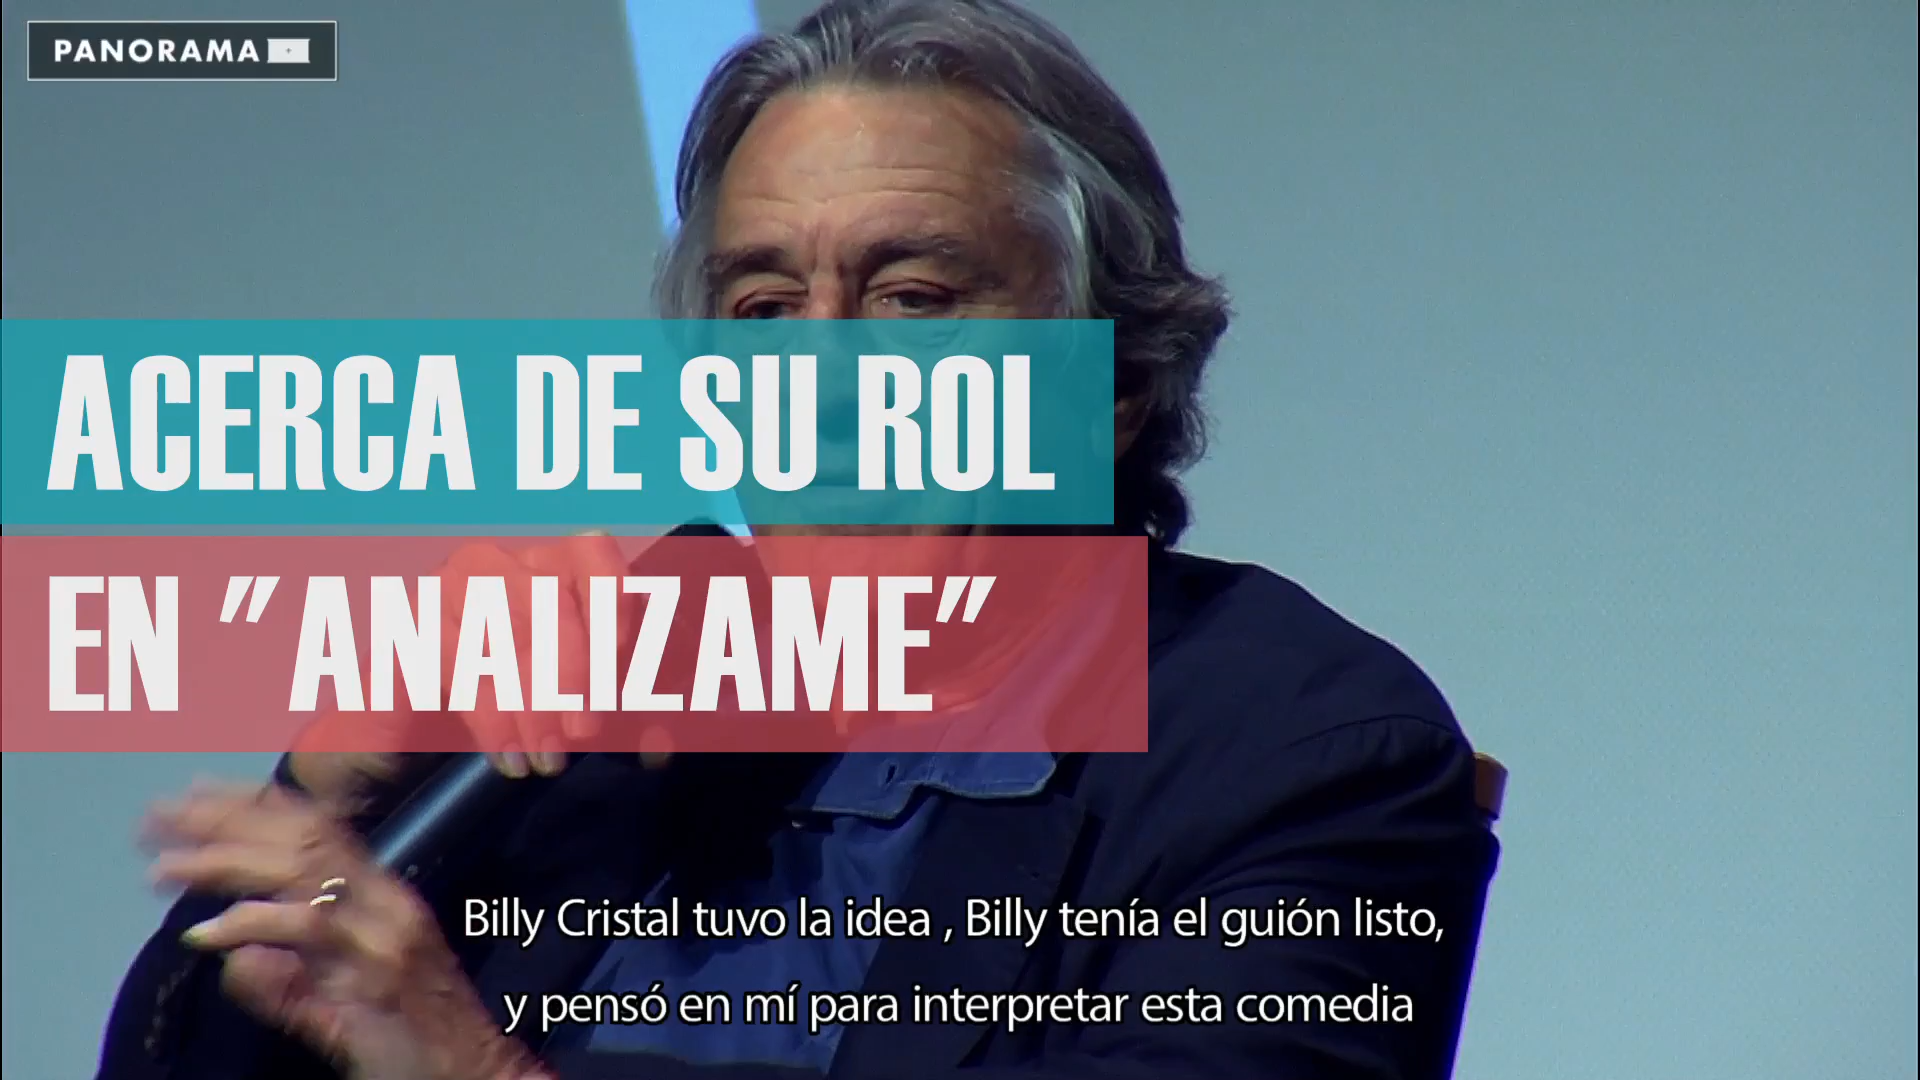 PANORAMA
ACERCA DE SU ROL
EN "ANALIZAME"
Billy Cristal tuvo la idea , Billy tenía el guión listo,
y pensó en mí para interpretar esta comedia